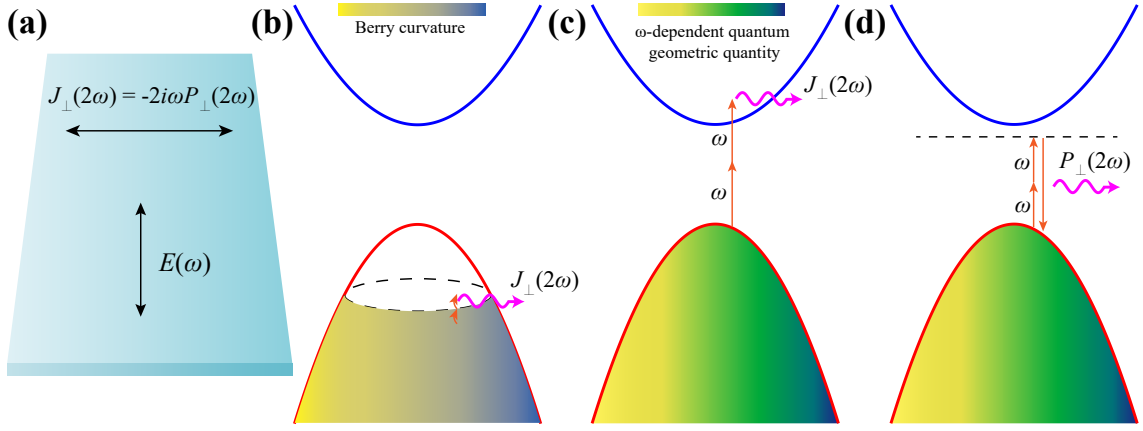 (a)
J⊥(2ω) = -2iωP⊥(2ω)
E(ω)
(b)
Berry curvature
J⊥(2ω)
(c)
ω-dependent quantum
geometric quantity
J⊥(2ω)
ω
ω
(d)
ω
P⊥(2ω)
ω